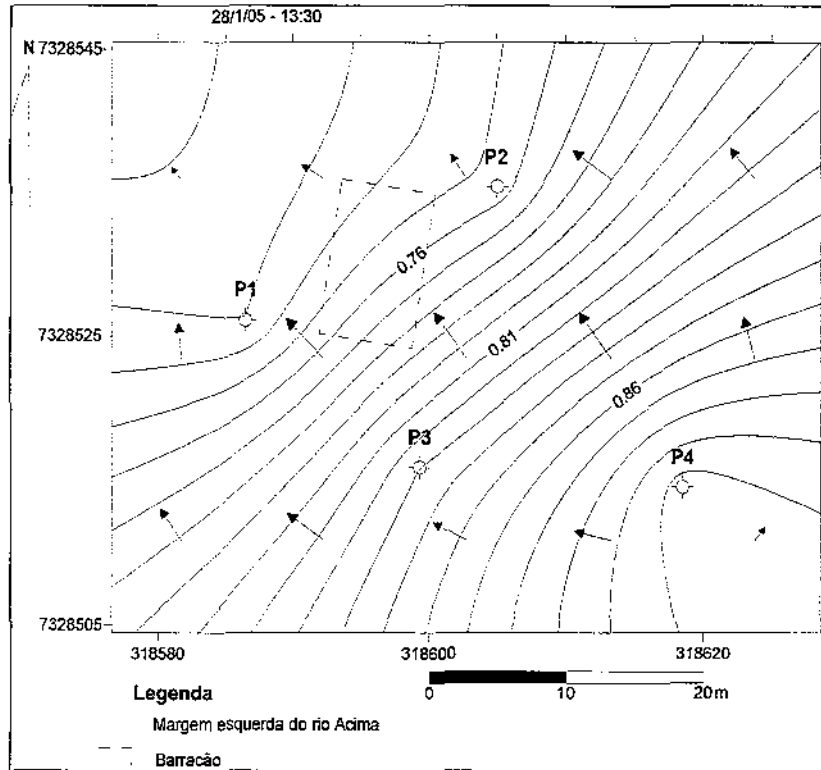 28/1/05 - 13:30
N
7328545
P2
0.76
P1
7328525
0.81
0.86
P3
P4
7328505
318580
318600
318620
Legenda
0
10
20m
Margem esquerda do rio Acima
Barracão